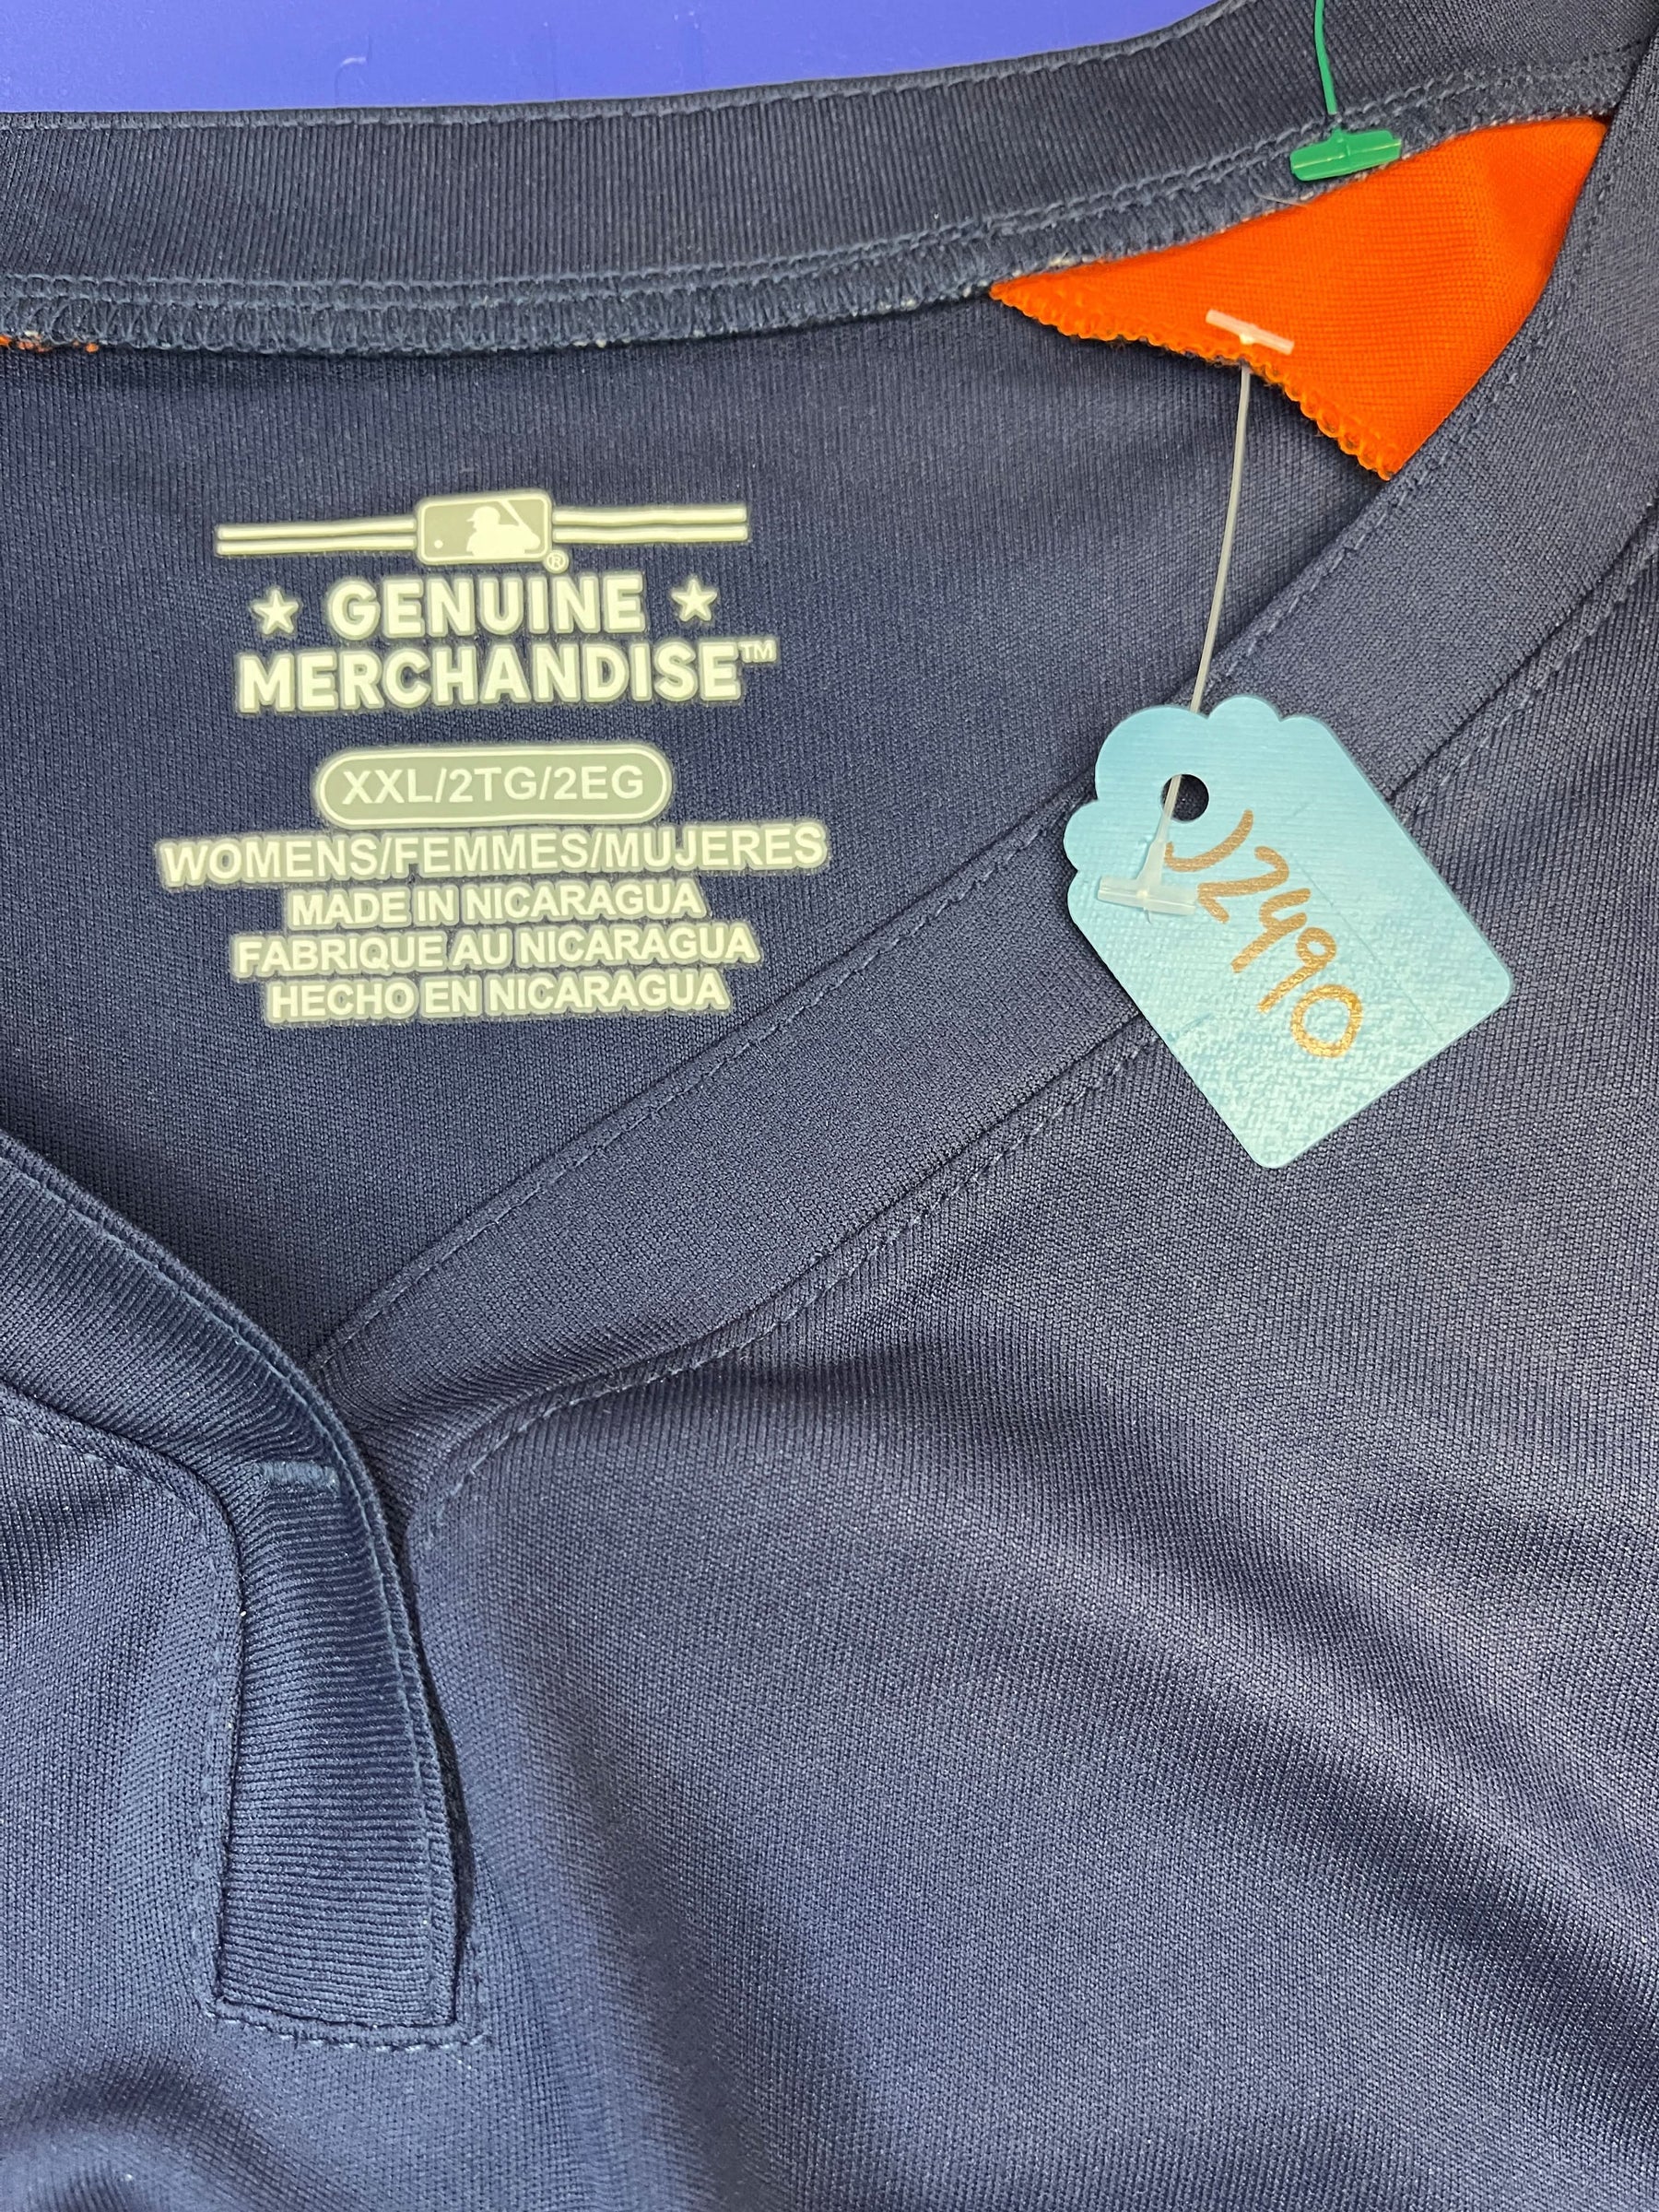 ®
★ GENUINE ★
MERCHANDISE™
XXL/2TG/2EG
WOMENS/FEMMES/MUJERES
MADE IN NICARAGUA
FABRIQUE AU NICARAGUA
HECHO EN NICARAGUA
J2490